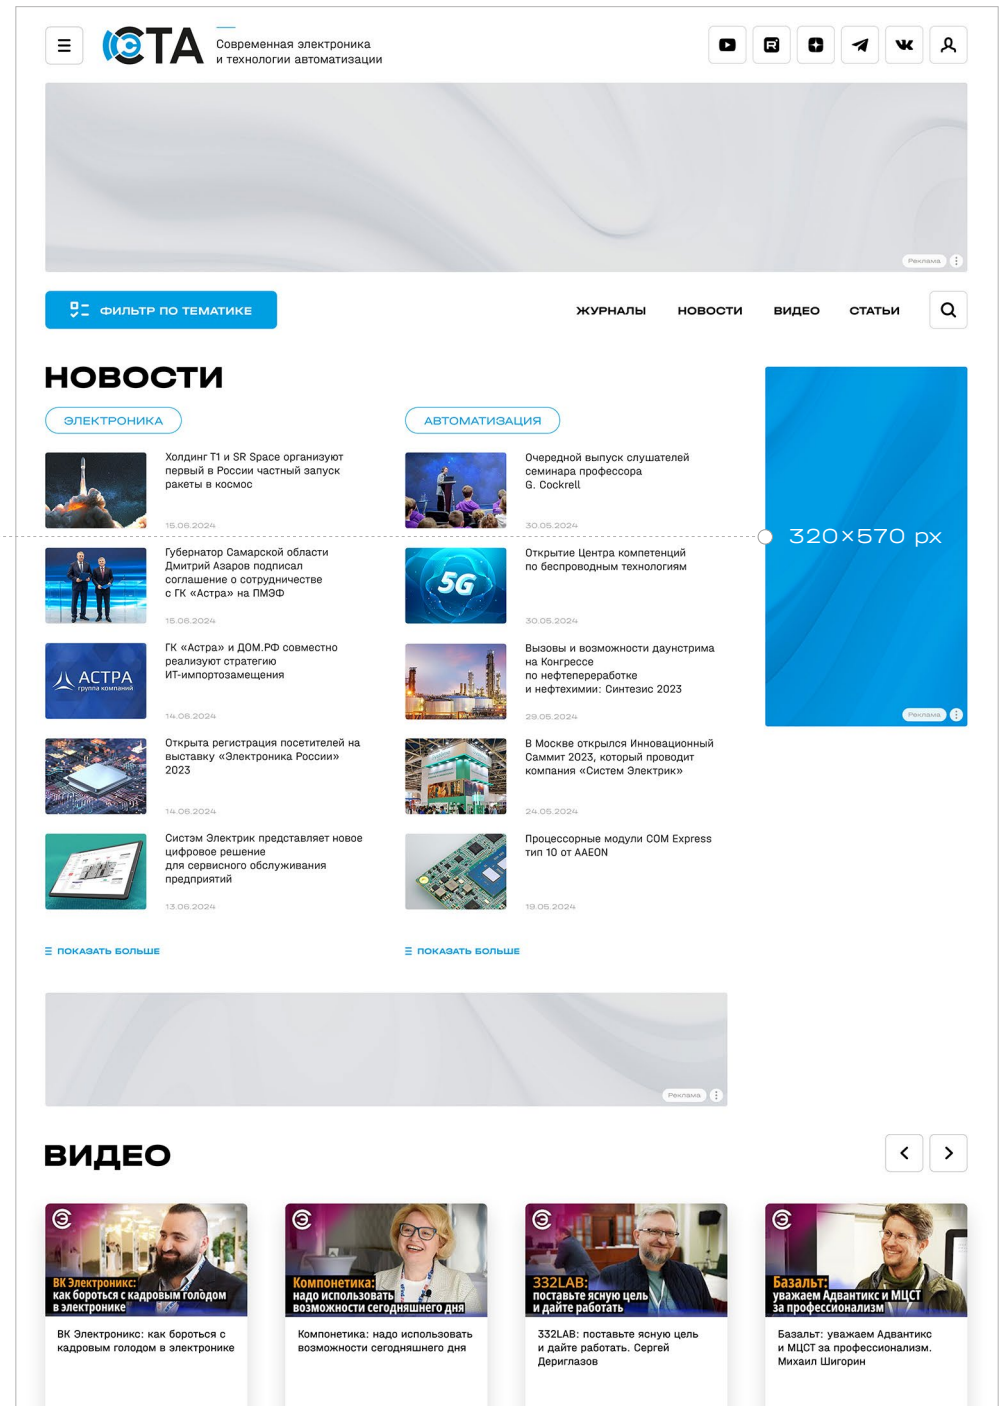 СТА
Современная электроника
и технологии автоматизации
Реклама
ФИЛЬТР ПО ТЕМАТИКЕ
ЖУРНАЛЫ
НОВОСТИ
ВИДЕО
СТАТЬИ
НОВОСТИ
ЭЛЕКТРОНИКА
Холдинг Т1 и SR Space организуют
первый в России частный запуск
ракеты в космос
15.06.2024
Губернатор Самарской области
Дмитрий Азаров подписал
соглашение о сотрудничестве
с ГК «Астра» на ПМЭФ
15.06.2024
АСТРА
группа компаний
ГК «Астра» и ДОМ.РФ совместно
реализуют стратегию
ИТ-импортозамещения
14.06.2024
Открыта регистрация посетителей на
выставку «Электроника России»
2023
14.06.2024
Систэм Электрик представляет новое
цифровое решение
для сервисного обслуживания
предприятий
13.06.2024
ПОКАЗАТЬ БОЛЬШЕ
АВТОМАТИЗАЦИЯ
Очередной выпуск слушателей
семинара профессора
G. Cockrell
30.05.2024
5G
Открытие Центра компетенций
по беспроводным технологиям
30.05.2024
Вызовы и возможности даунстрима
на Конгрессе
по нефтепереработке
и нефтехимии: Синтезис 2023
29.05.2024
В Москве открылся Инновационный
Саммит 2023, который проводит
компания «Систем Электрик»
24.05.2024
Процессорные модули COM Express
тип 10 от AAEON
19.05.2024
ПОКАЗАТЬ БОЛЬШЕ
320×570 px
Реклама
Реклама
ВИДЕО
ВК Электроникс:
как бороться с кадровым голодом
в электронике
ВК Электроникс: как бороться с
кадровым голодом в электронике
Компонетика:
надо использовать
возможности сегодняшнего дня
Компонетика: надо использовать
возможности сегодняшнего дня
332LAB:
поставьте ясную цель
и дайте работать
332LAB: поставьте ясную цель
и дайте работать. Сергей
Дериглазов
Базальт:
уважаем Адвантикс и МЦСТ
за профессионализм
Базальт: уважаем Адвантикс
и МЦСТ за профессионализм.
Михаил Шигорин